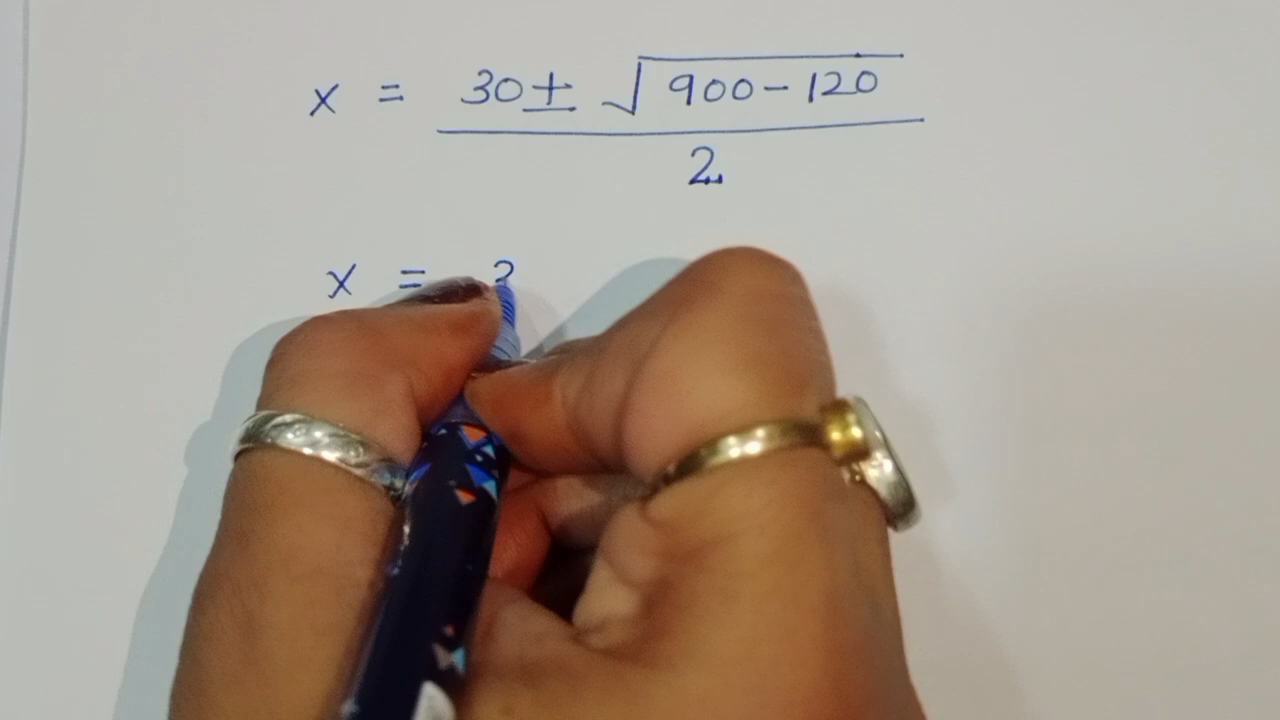 x = 30 ± √900 - 120
2
x =